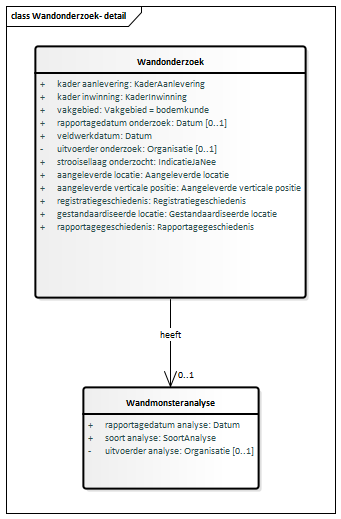 class Wandonderzoek- detail
Wandonderzoek
+ kader aanlevering: KaderAanlevering
+ kader inwinning: KaderInwinning
+ vakgebied: Vakgebied = bodemkunde
+ rapportagedatum onderzoek: Datum [0..1]
+ veldwerkdatum: Datum
- uitvoerder onderzoek: Organisatie [0..1]
+ strooisellaag onderzocht: IndicatieJaNee
+ aangeleverde locatie: Aangeleverde locatie
+ aangeleverde verticale positie: Aangeleverde verticale positie
+ registratiegeschiedenis: Registratiegeschiedenis
+ gestandaardiseerde locatie: Gestandaardiseerde locatie
+ rapportagegeschiedenis: Rapportagegeschiedenis
heeft
0..1
Wandmonsteranalyse
+ rapportagedatum analyse: Datum
+ soort analyse: SoortAnalyse
- uitvoerder analyse: Organisatie [0..1]